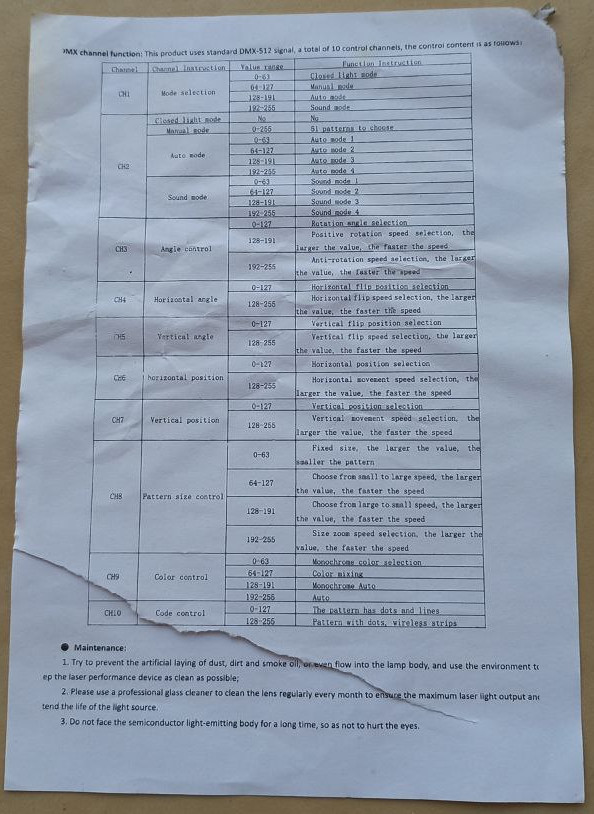 MX channel function: This product uses standard DMX-512 signal, a total of 10 control channels, the control content is as follows:
Channel Channel Instruction Value range Function Instruction
CH1 Mode selection 0-63 Closed light mode
64-127 Manual mode
128-191 Auto mode
192-255 Sound mode
CH2 Closed light mode No No
Manual mode 0-255 51 patterns to choose
Auto mode 0-63 Auto mode 1
64-127 Auto mode 2
128-191 Auto mode 3
192-255 Auto mode 4
Sound mode 0-63 Sound mode 1
64-127 Sound mode 2
128-191 Sound mode 3
192-255 Sound mode 4
CH3 Angle control 0-127 Rotation angle selection
128-191 Positive rotation speed selection, the
larger the value, the faster the speed
192-255 Anti-rotation speed selection, the larger
the value, the faster the speed
CH4 Horizontal angle 0-127 Horizontal flip position selection
128-255 Horizontal flip speed selection, the larger
the value, the faster the speed
CH5 Vertical angle 0-127 Vertical flip position selection
128-255 Vertical flip speed selection, the larger
the value, the faster the speed
CH6 horizontal position 0-127 Horizontal position selection
128-255 Horizontal movement speed selection, the
larger the value, the faster the speed
CH7 Vertical position 0-127 Vertical position selection
128-255 Vertical movement speed selection, the
larger the value, the faster the speed
CH8 Pattern size control 0-63 Fixed size, the larger the value, the
smaller the pattern
64-127 Choose from small to large speed, the larger
the value, the faster the speed
128-191 Choose from large to small speed, the larger
the value, the faster the speed
192-255 Size zoom speed selection, the larger the
value, the faster the speed
CH9 Color control 0-63 Monochrome color selection
64-127 Color mixing
128-191 Monochrome Auto
192-255 Auto
CH10 Code control 0-127 The pattern has dots and lines
128-255 Pattern with dots, wireless strips
● Maintenance:
1. Try to prevent the artificial laying of dust, dirt and smoke oil, or even flow into the lamp body, and use the environment to
ep the laser performance device as clean as possible;
2. Please use a professional glass cleaner to clean the lens regularly every month to ensure the maximum laser light output and
tend the life of the light source.
3. Do not face the semiconductor light-emitting body for a long time, so as not to hurt the eyes.